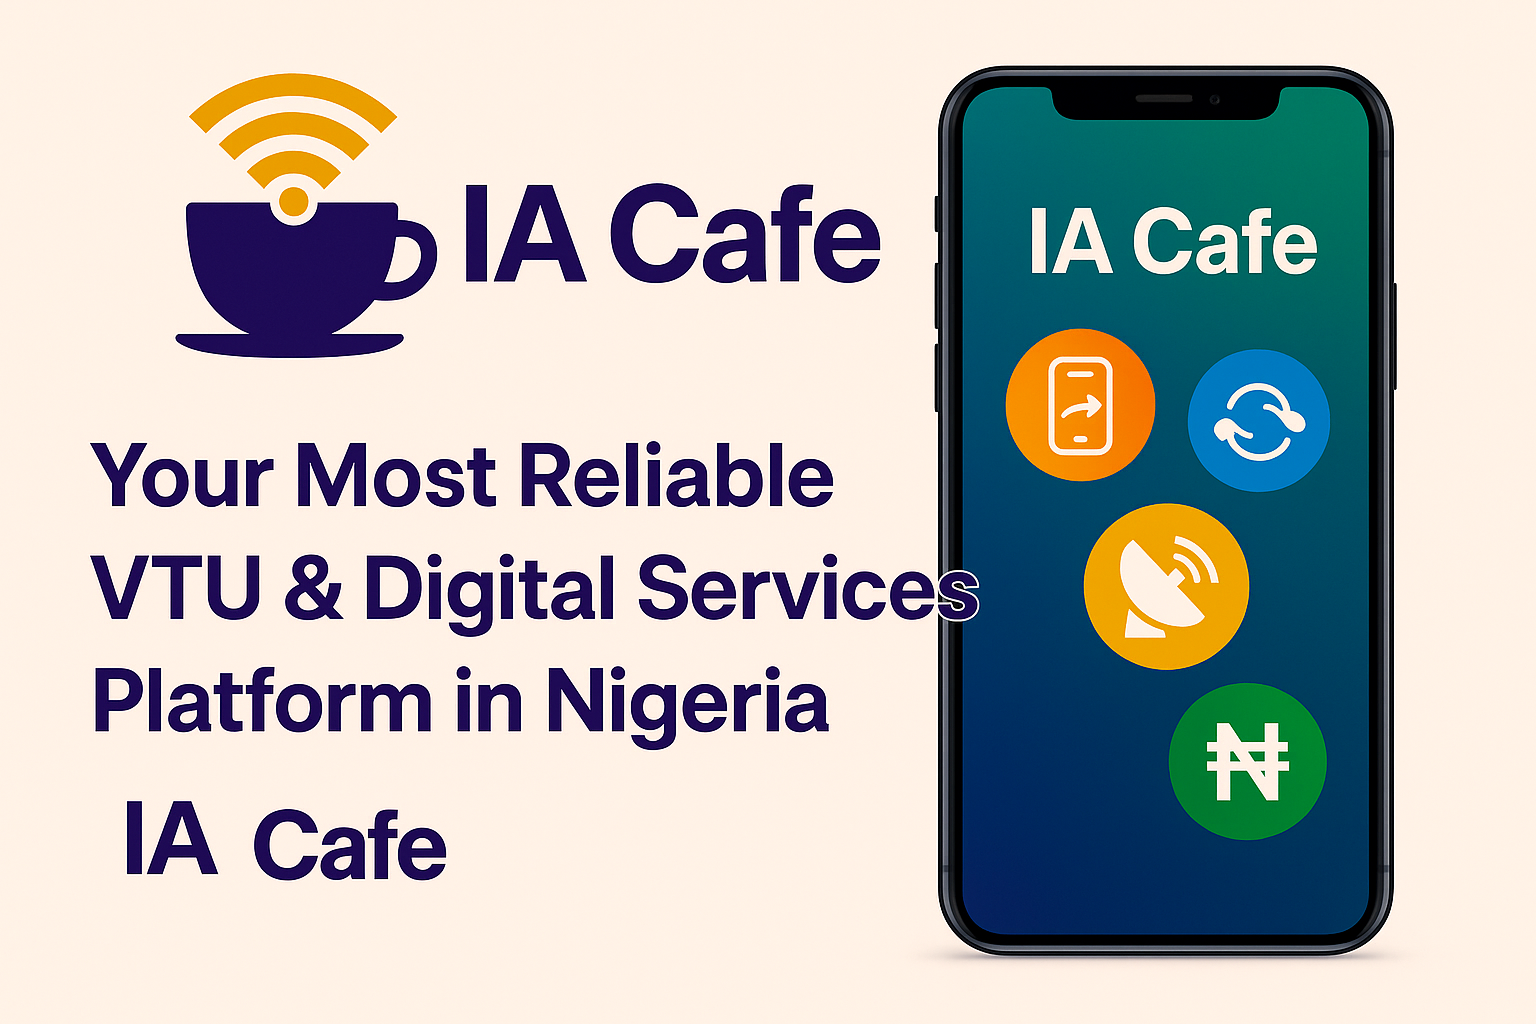 IA Cafe
Your Most Reliable
VTU & Digital Services
Platform in Nigeria
IA Cafe
IA Cafe
₦